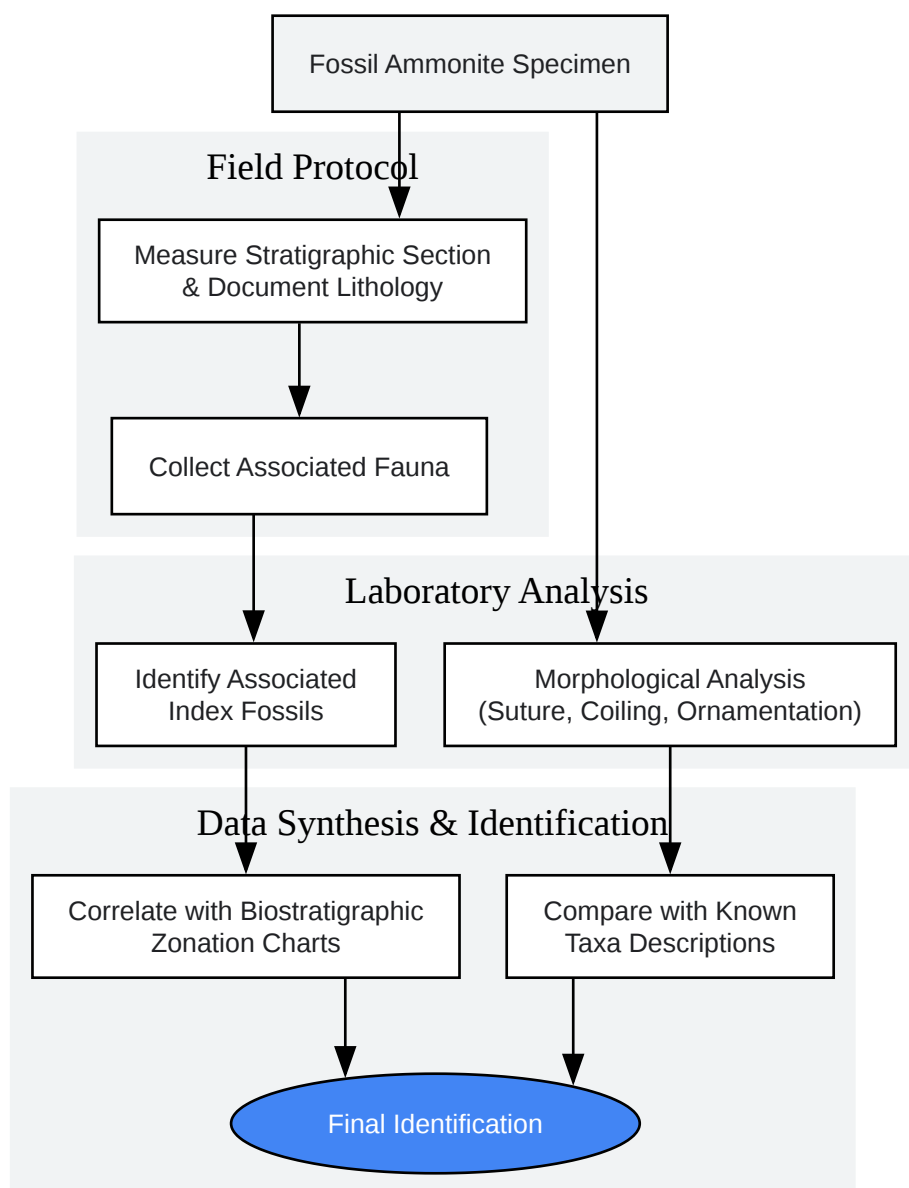 Fossil Ammonite Specimen
Field Protocol
Measure Stratigraphic Section
& Document Lithology
Collect Associated Fauna
Laboratory Analysis
Identify Associated
Index Fossils
Morphological Analysis
(Suture, Coiling, Ornamentation)
Data Synthesis & Identification
Correlate with Biostratigraphic
Zonation Charts
Compare with Known
Taxa Descriptions
Final Identification